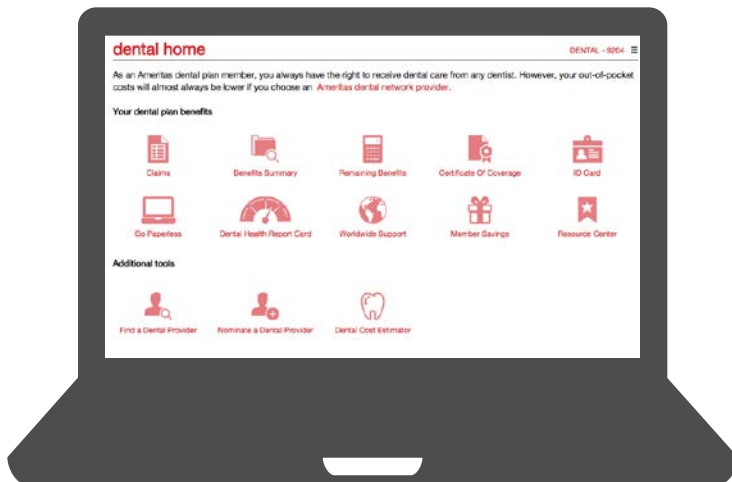 dental home
DENTAL - 9204
As an Ameritas dental plan member, you always have the right to receive dental care from any dentist. However, your out-of-pocket
costs will almost always be lower if you choose an Ameritas dental network provider.
Your dental plan benefits
Claims
Benefits Summary
Remaining Benefits
Certificate Of Coverage
ID Card
Go Paperless
Dental Health Report Card
Worldwide Support
Member Savings
Resource Center
Additional tools
Find a Dental Provider
Nominate a Dental Provider
Dental Cost Estimator